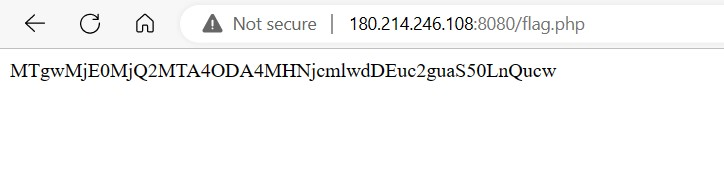 Not secure | 180.214.246.108:8080/flag.php
MTgwMjE0MjQ2MTA4ODA4MHNjcmlwdDEuc2guaS50LnQucw